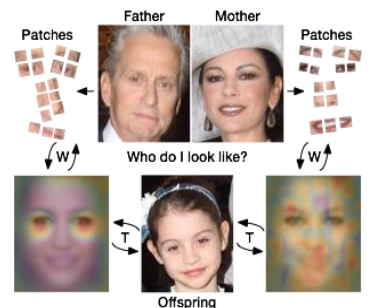 Father
Mother
Patches
Patches
W
Who do I look like?
W
T
T
Offspring